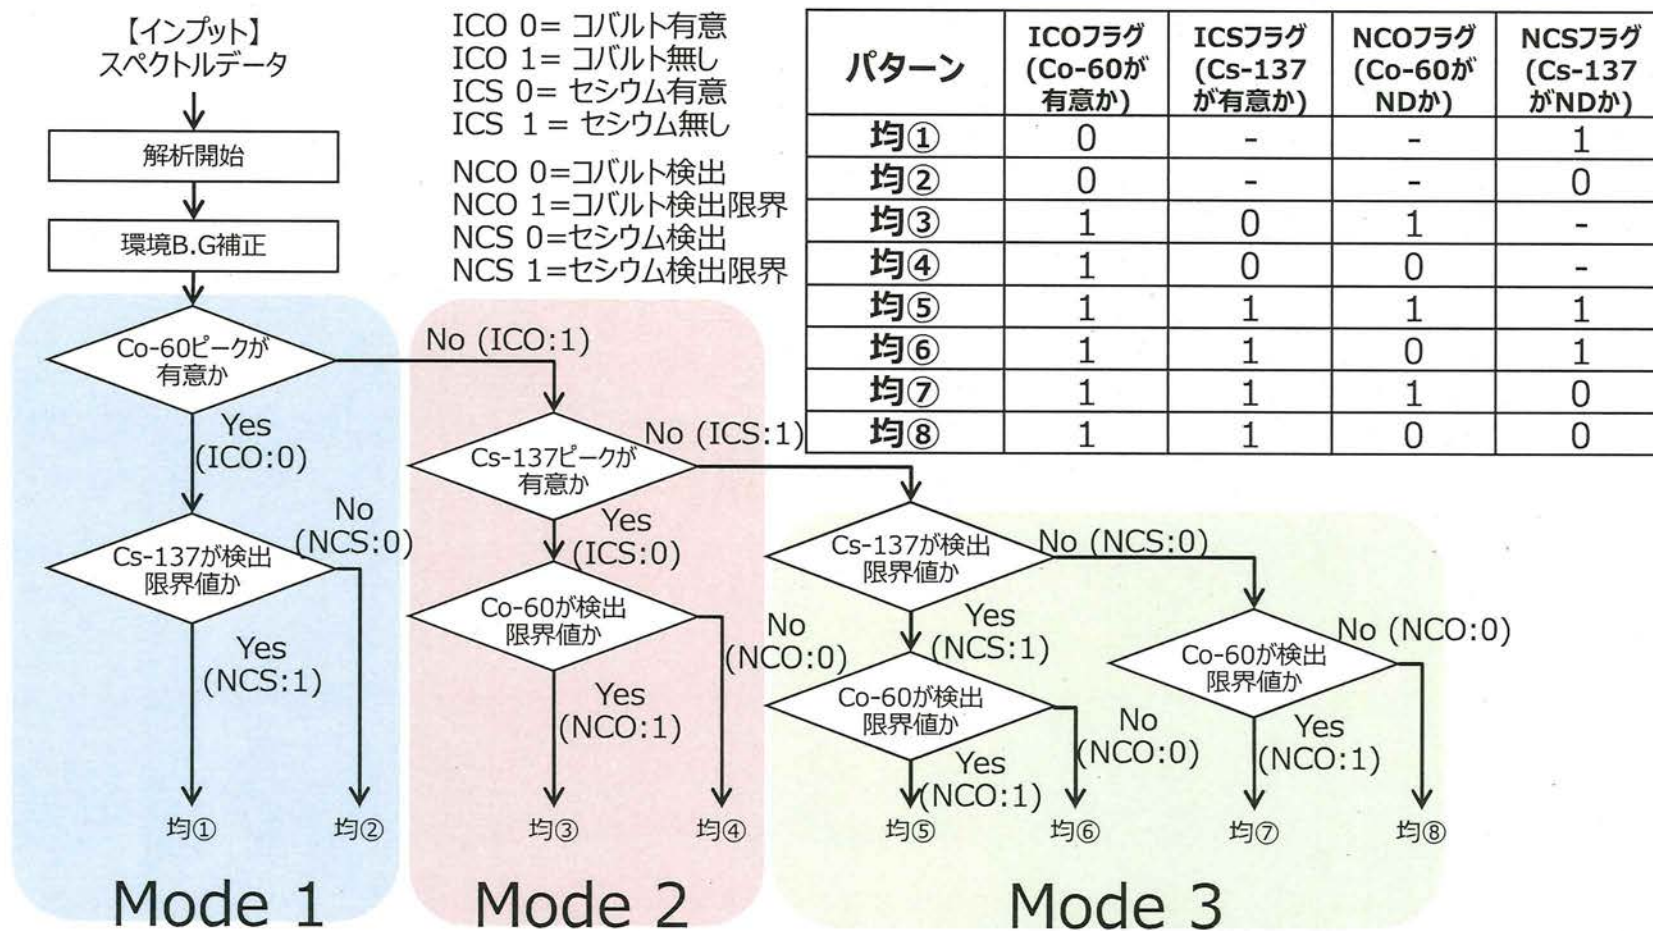 【インプット】
スペクトルデータ
解析開始
環境B.G補正
ICO 0= コバルト有意
ICO 1= コバルト無し
ICS 0= セシウム有意
ICS 1 = セシウム無し
NCO 0=コバルト検出
NCO 1=コバルト検出限界
NCS 0=セシウム検出
NCS 1=セシウム検出限界
パターン
ICOフラグ
(Co-60が
有意か)
ICSフラグ
(Cs-137
が有意か)
NCOフラグ
(Co-60が
NDか)
NCSフラグ
(Cs-137
がNDか)
均① 0 - - 1
均② 0 - - 0
均③ 1 0 1 -
均④ 1 0 0 -
均⑤ 1 1 1 1
均⑥ 1 1 0 1
均⑦ 1 1 1 0
均⑧ 1 1 0 0
Co-60ピークが
有意か
No (ICO:1)
Yes
(ICO:0)
Cs-137が検出
限界値か
No
(NCS:0)
Yes
(NCS:1)
均①
均②
Mode 1
Cs-137ピークが
有意か
No (ICS:1)
Yes
(ICS:0)
Co-60が検出
限界値か
No
(NCO:0)
Yes
(NCO:1)
均③
均④
Mode 2
Cs-137が検出
限界値か
No (NCS:0)
Yes
(NCS:1)
Co-60が検出
限界値か
No
(NCO:0)
Yes
(NCO:1)
Co-60が検出
限界値か
No (NCO:0)
Yes
(NCO:1)
均⑤
均⑥
均⑦
均⑧
Mode 3